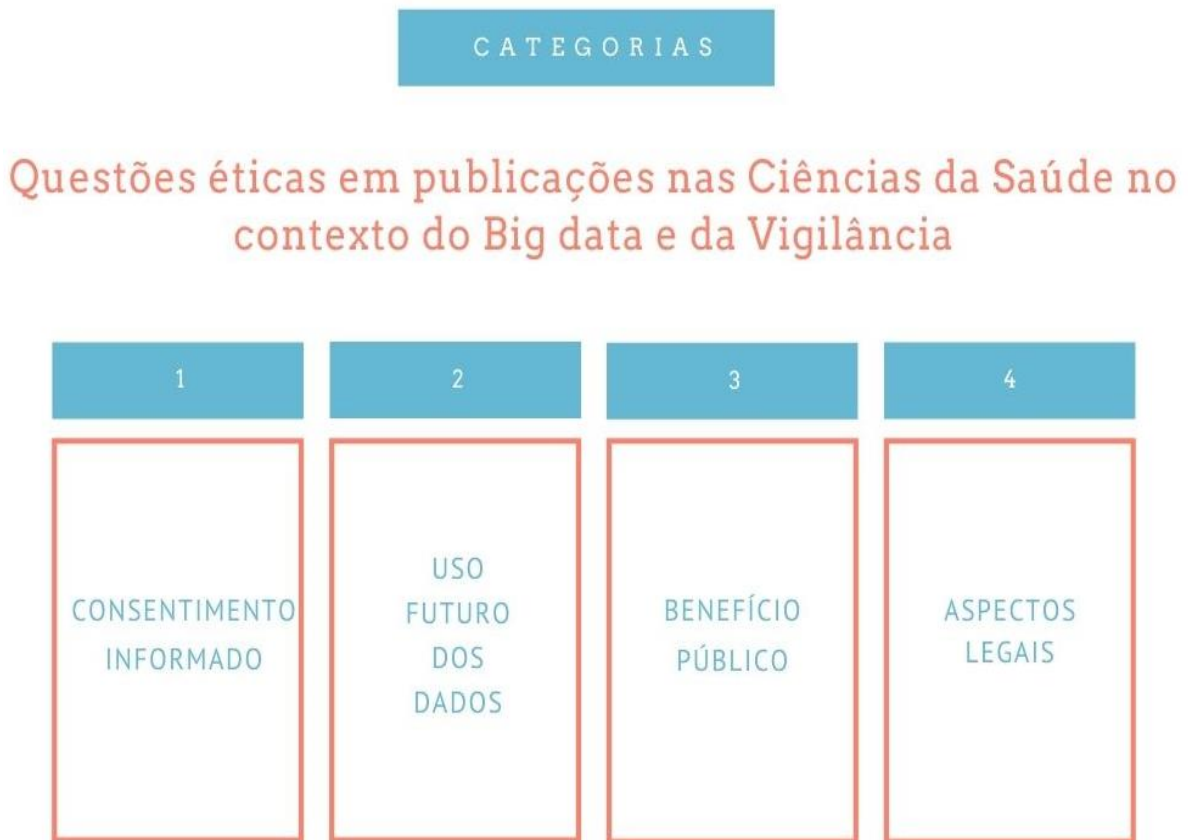 CATEGORIAS
Questões éticas em publicações nas Ciências da Saúde no
contexto do Big data e da Vigilância
1
2
3
4
CONSENTIMENTO
INFORMADO
USO
FUTURO
DOS
DADOS
BENEFÍCIO
PÚBLICO
ASPECTOS
LEGAIS